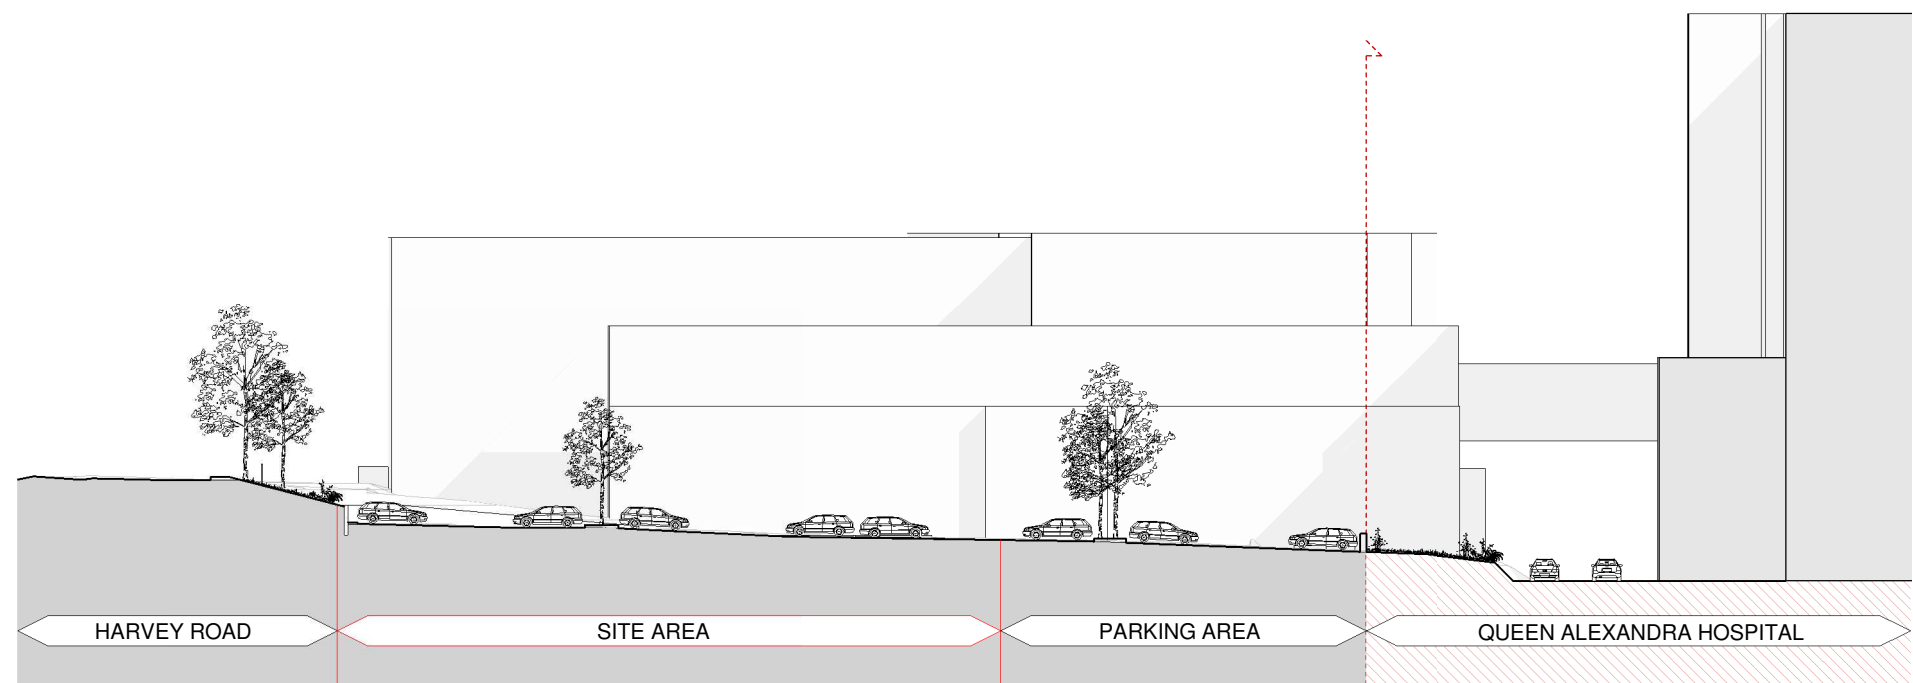 HARVEY ROAD
SITE AREA
PARKING AREA
QUEEN ALEXANDRA HOSPITAL